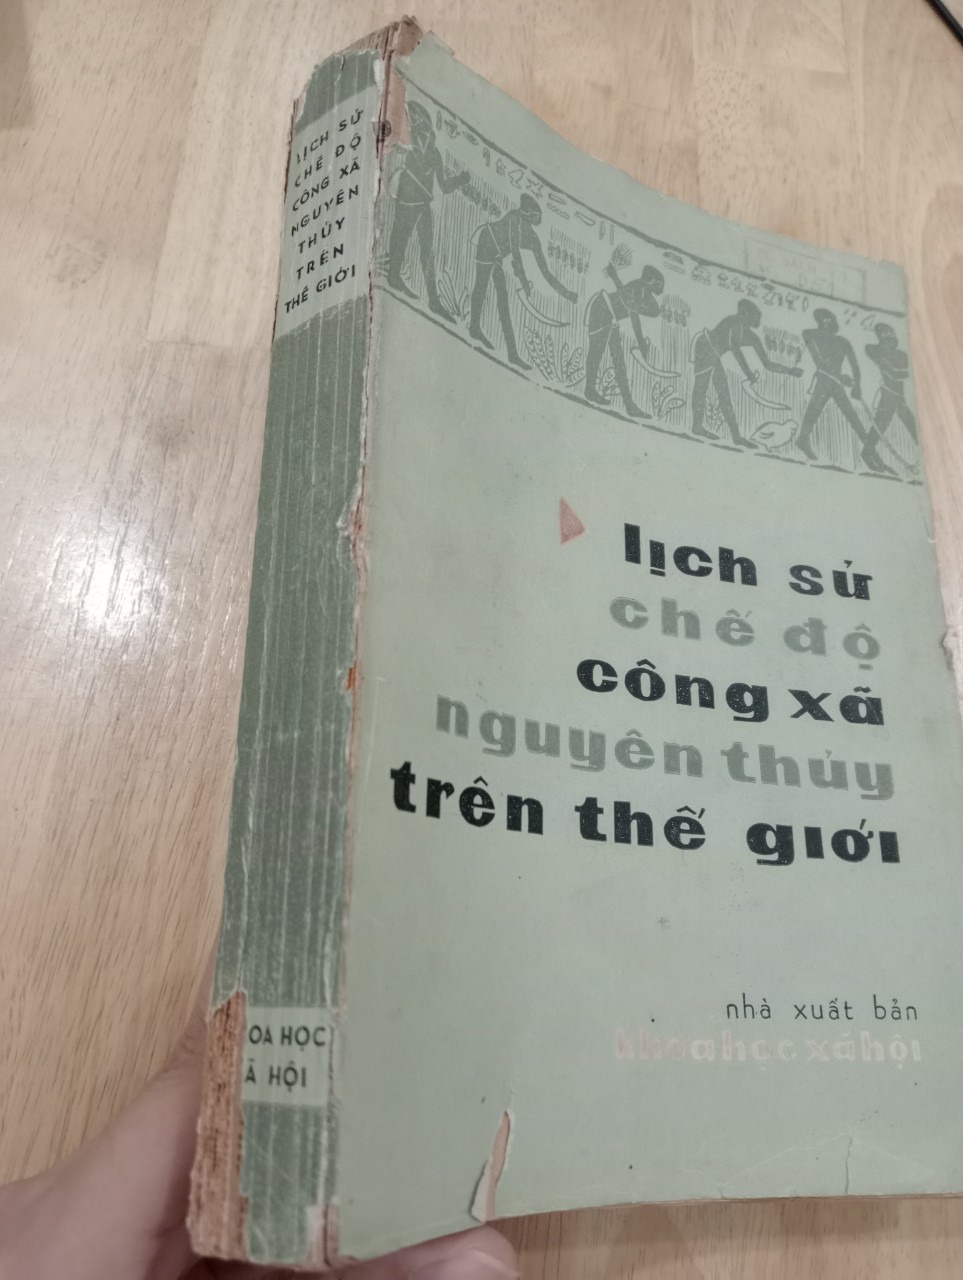 LỊCH SỬ
CHẾ ĐỘ
CÔNG XÃ
NGUYÊN
THỦY
TRÊN
THẾ GIỚI
OA HỌC
Ã HỘI
lịch sử
chế độ
công xã
nguyên thủy
trên thế giới
nhà xuất bản
khoa học xã hội